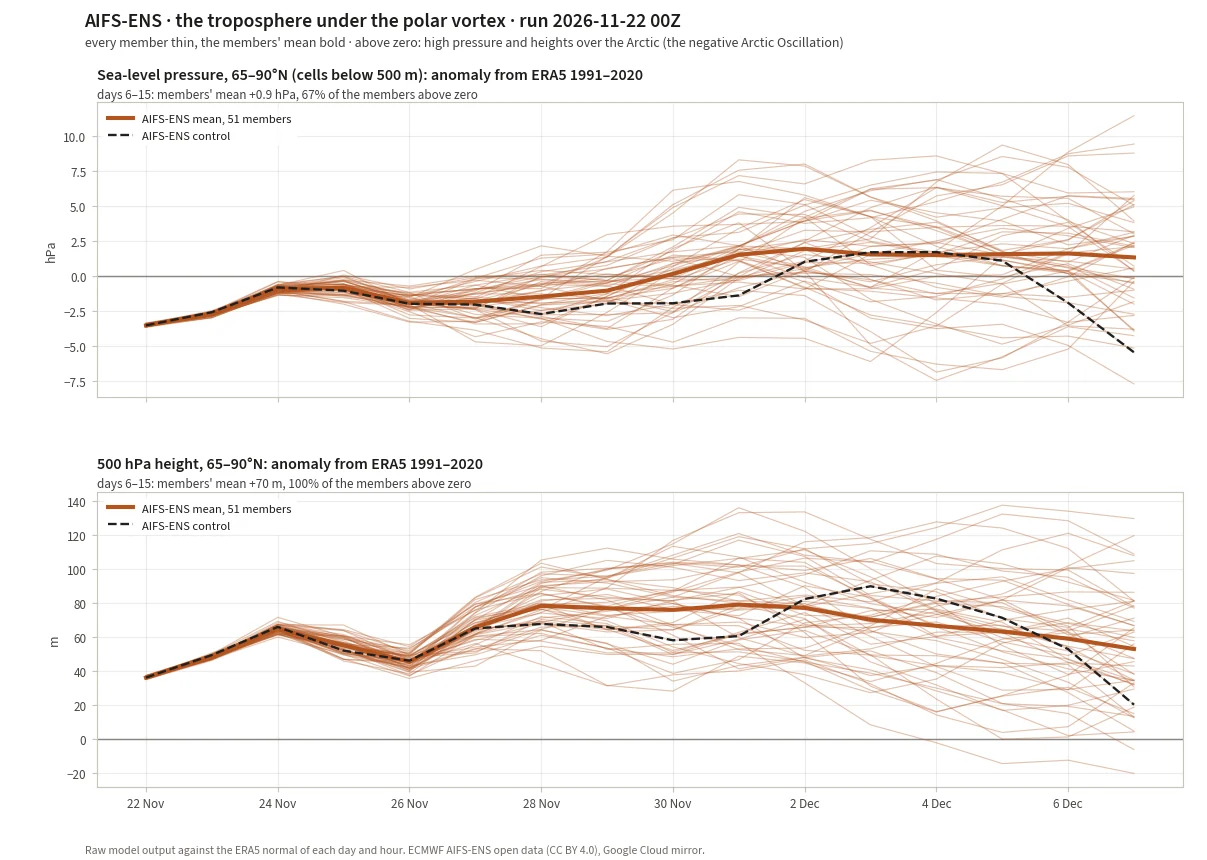 AIFS-ENS · the troposphere under the polar vortex · run 2026-11-22 00Z
every member thin, the members' mean bold · above zero: high pressure and heights over the Arctic (the negative Arctic Oscillation)
Sea-level pressure, 65–90°N (cells below 500 m): anomaly from ERA5 1991–2020
days 6–15: members' mean +0.9 hPa, 67% of the members above zero
AIFS-ENS mean, 51 members
AIFS-ENS control
10.0
7.5
5.0
2.5
0.0
−2.5
−5.0
−7.5
hPa
500 hPa height, 65–90°N: anomaly from ERA5 1991–2020
days 6–15: members' mean +70 m, 100% of the members above zero
AIFS-ENS mean, 51 members
AIFS-ENS control
140
120
100
80
60
40
20
0
−20
m
22 Nov 24 Nov 26 Nov 28 Nov 30 Nov 2 Dec 4 Dec 6 Dec
Raw model output against the ERA5 normal of each day and hour. ECMWF AIFS-ENS open data (CC BY 4.0), Google Cloud mirror.